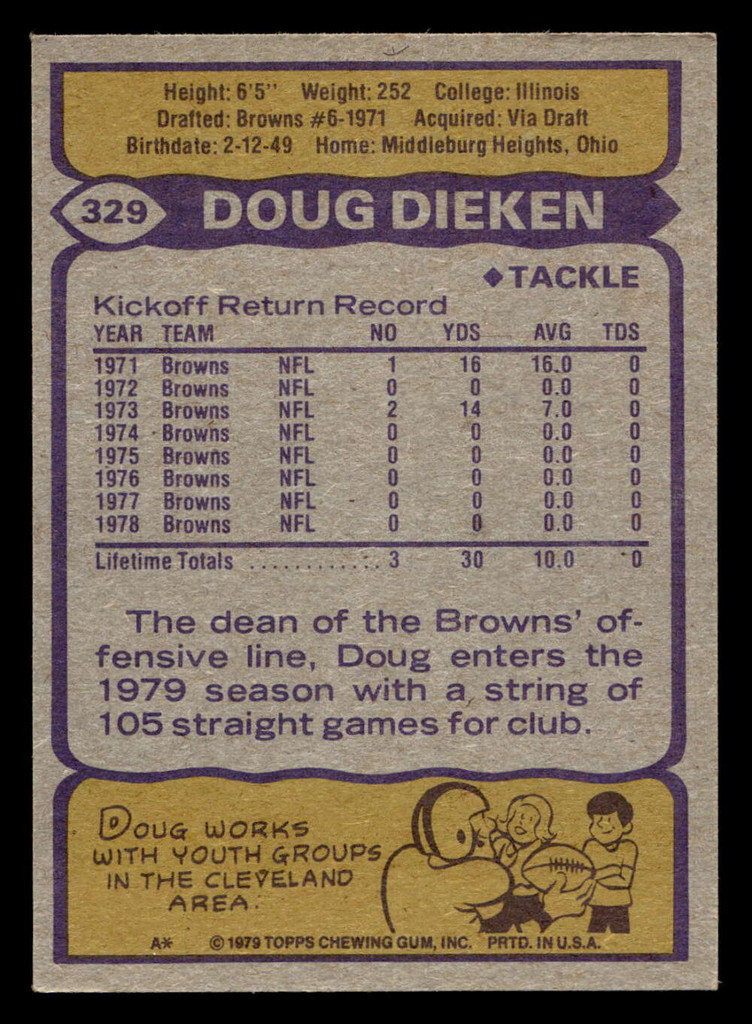 Height: 6'5" Weight: 252 College: Illinois
Drafted: Browns #6-1971 Acquired: Via Draft
Birthdate: 2-12-49 Home: Middleburg Heights, Ohio
329 DOUG DIEKEN
◆TACKLE
Kickoff Return Record
YEAR TEAM NO YDS AVG TDS
1971 Browns NFL 1 16 16.0 0
1972 Browns NFL 0 0 0.0 0
1973 Browns NFL 2 14 7.0 0
1974 Browns NFL 0 0 0.0 0
1975 Browns NFL 0 0 0.0 0
1976 Browns NFL 0 0 0.0 0
1977 Browns NFL 0 0 0.0 0
1978 Browns NFL 0 0 0.0 0
Lifetime Totals ............ 3 30 10.0 0
The dean of the Browns' of-
fensive line, Doug enters the
1979 season with a string of
105 straight games for club.
DOUG WORKS
WITH YOUTH GROUPS
IN THE CLEVELAND
AREA.
A* © 1979 TOPPS CHEWING GUM, INC. PRTD. IN U.S.A.